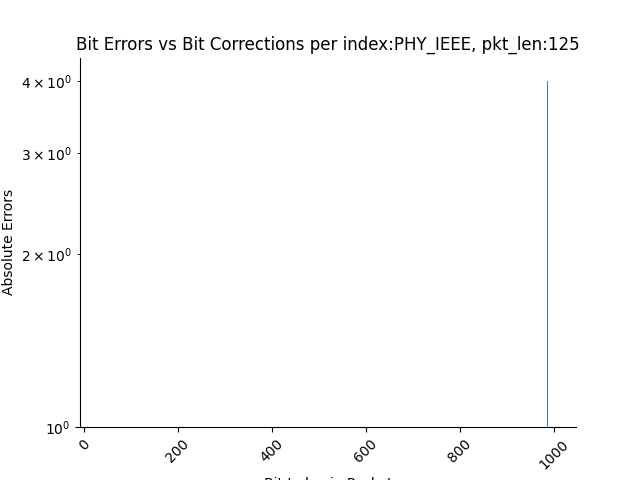 Bit Errors vs Bit Corrections per index:PHY_IEEE, pkt_len:125
Absolute Errors
4 × 10⁰
3 × 10⁰
2 × 10⁰
10⁰
0
200
400
600
800
1000